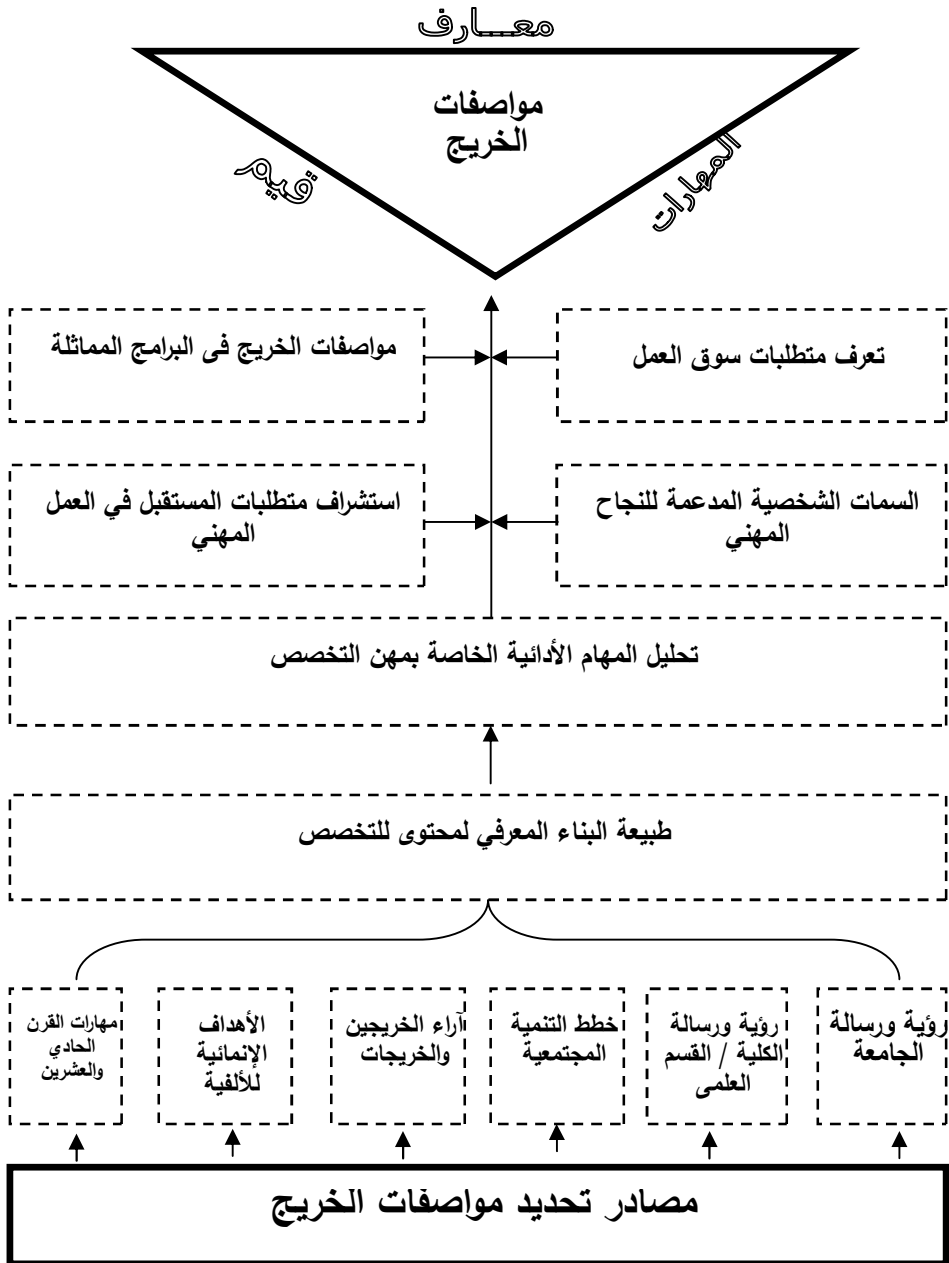 معـــارف
مواصفات
الخريج
المهارات
قيم
تعرف متطلبات سوق العمل
مواصفات الخريج فى البرامج المماثلة
السمات الشخصية المدعمة للنجاح
المهني
استشراف متطلبات المستقبل في العمل
المهني
تحليل المهام الأدائية الخاصة بمهن التخصص
طبيعة البناء المعرفي لمحتوى للتخصص
رؤية ورسالة
الجامعة
رؤية ورسالة
الكلية / القسم
العلمى
خطط التنمية
المجتمعية
آراء الخريجين
والخريجات
الأهداف
الإنمائية
للألفية
مهارات القرن
الحادي
والعشرين
مصادر تحديد مواصفات الخريج